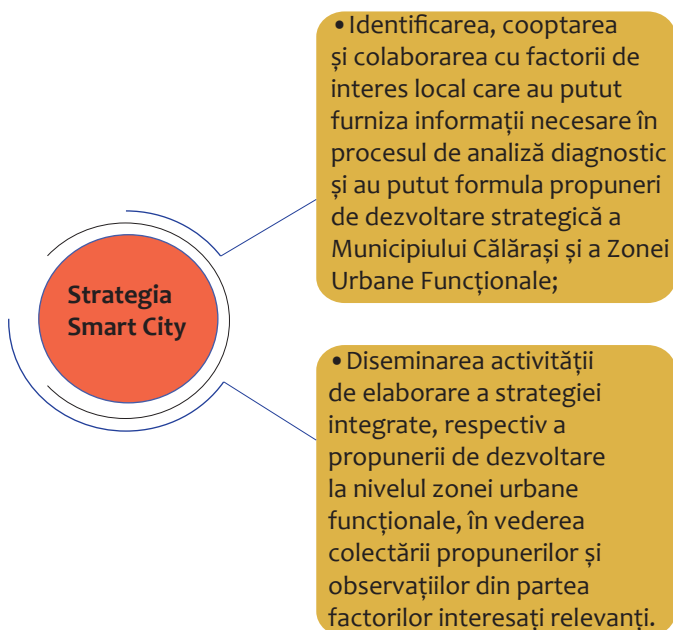 • Identificarea, cooptarea
și colaborarea cu factorii de
interes local care au putut
furniza informații necesare în
procesul de analiză diagnostic
și au putut formula propuneri
de dezvoltare strategică a
Municipiului Călărași și a Zonei
Urbane Funcționale;
Strategia
Smart City
• Diseminarea activității
de elaborare a strategiei
integrate, respectiv a
propunerii de dezvoltare
la nivelul zonei urbane
funcționale, în vederea
colectării propunerilor și
observațiilor din partea
factorilor interesați relevanți.